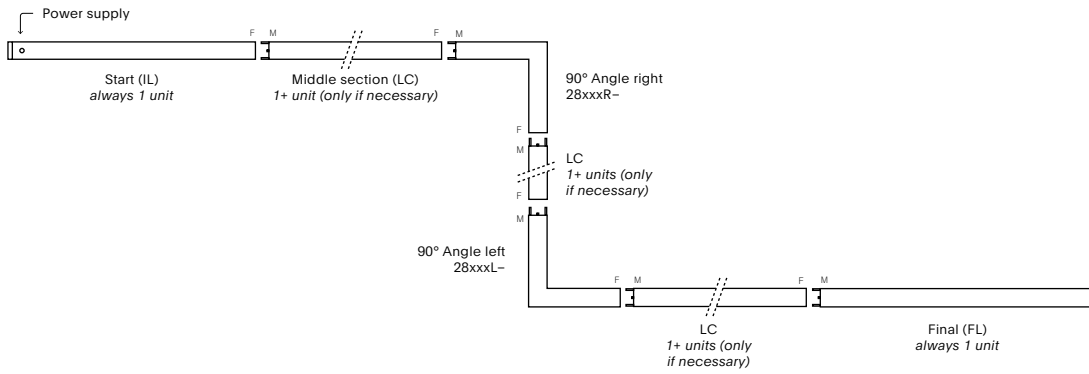 Power supply
F M
F M
Start (IL)
always 1 unit
Middle section (LC)
1+ unit (only if necessary)
90º Angle right
28xxxR–
F
M
LC
1+ units (only
if necessary)
F
M
90º Angle left
28xxxL–
F M
F M
LC
1+ units (only
if necessary)
Final (FL)
always 1 unit